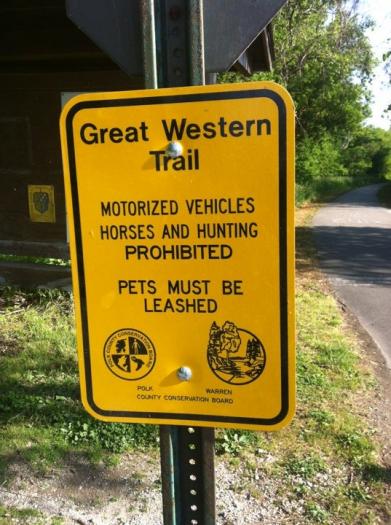 Great Western
Trail
MOTORIZED VEHICLES
HORSES AND HUNTING
PROHIBITED
PETS MUST BE
LEASHED
POLK WARREN
COUNTY CONSERVATION BOARD